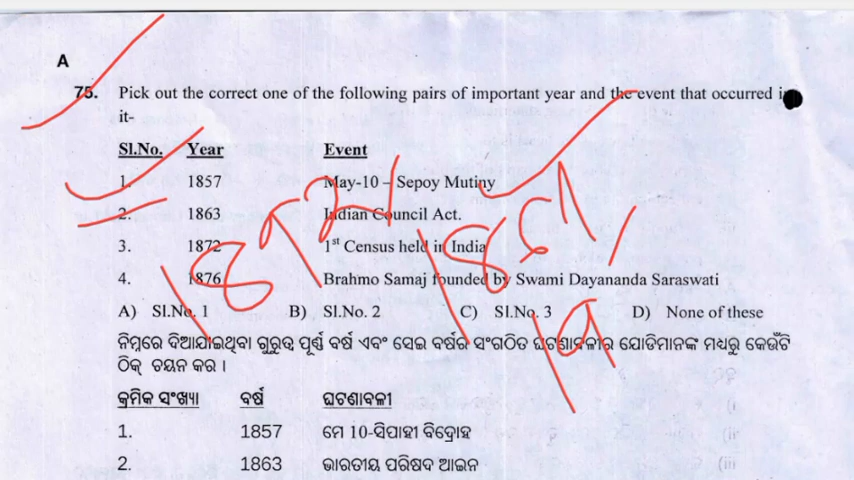 A
75. Pick out the correct one of the following pairs of important year and the event that occurred in
it-
Sl.No. Year Event
1. 1857 May-10 – Sepoy Mutiny
2. 1863 Indian Council Act.
3. 1872 1st Census held in India
4. 1876 Brahmo Samaj founded by Swami Dayananda Saraswati
A) Sl.No. 1 B) Sl.No. 2 C) Sl.No. 3 D) None of these
ନିମ୍ନରେ ଦିଆଯାଇଥିବା ଗୁରୁତ୍ୱ ପୂର୍ଣ୍ଣ ବର୍ଷ ଏବଂ ସେଇ ବର୍ଷର ସଂଗଠିତ ଘଟଣାବଳୀର ଯୋଡିମାନଙ୍କ ମଧ୍ୟରୁ କେଉଁଟି
ଠିକ୍ ଚୟନ କର ।
କ୍ରମିକ ସଂଖ୍ୟା ବର୍ଷ ଘଟଣାବଳୀ
1. 1857 ମେ 10-ସିପାହୀ ବିଦ୍ରୋହ
2. 1863 ଭାରତୀୟ ପରିଷଦ ଆଇନ
1872